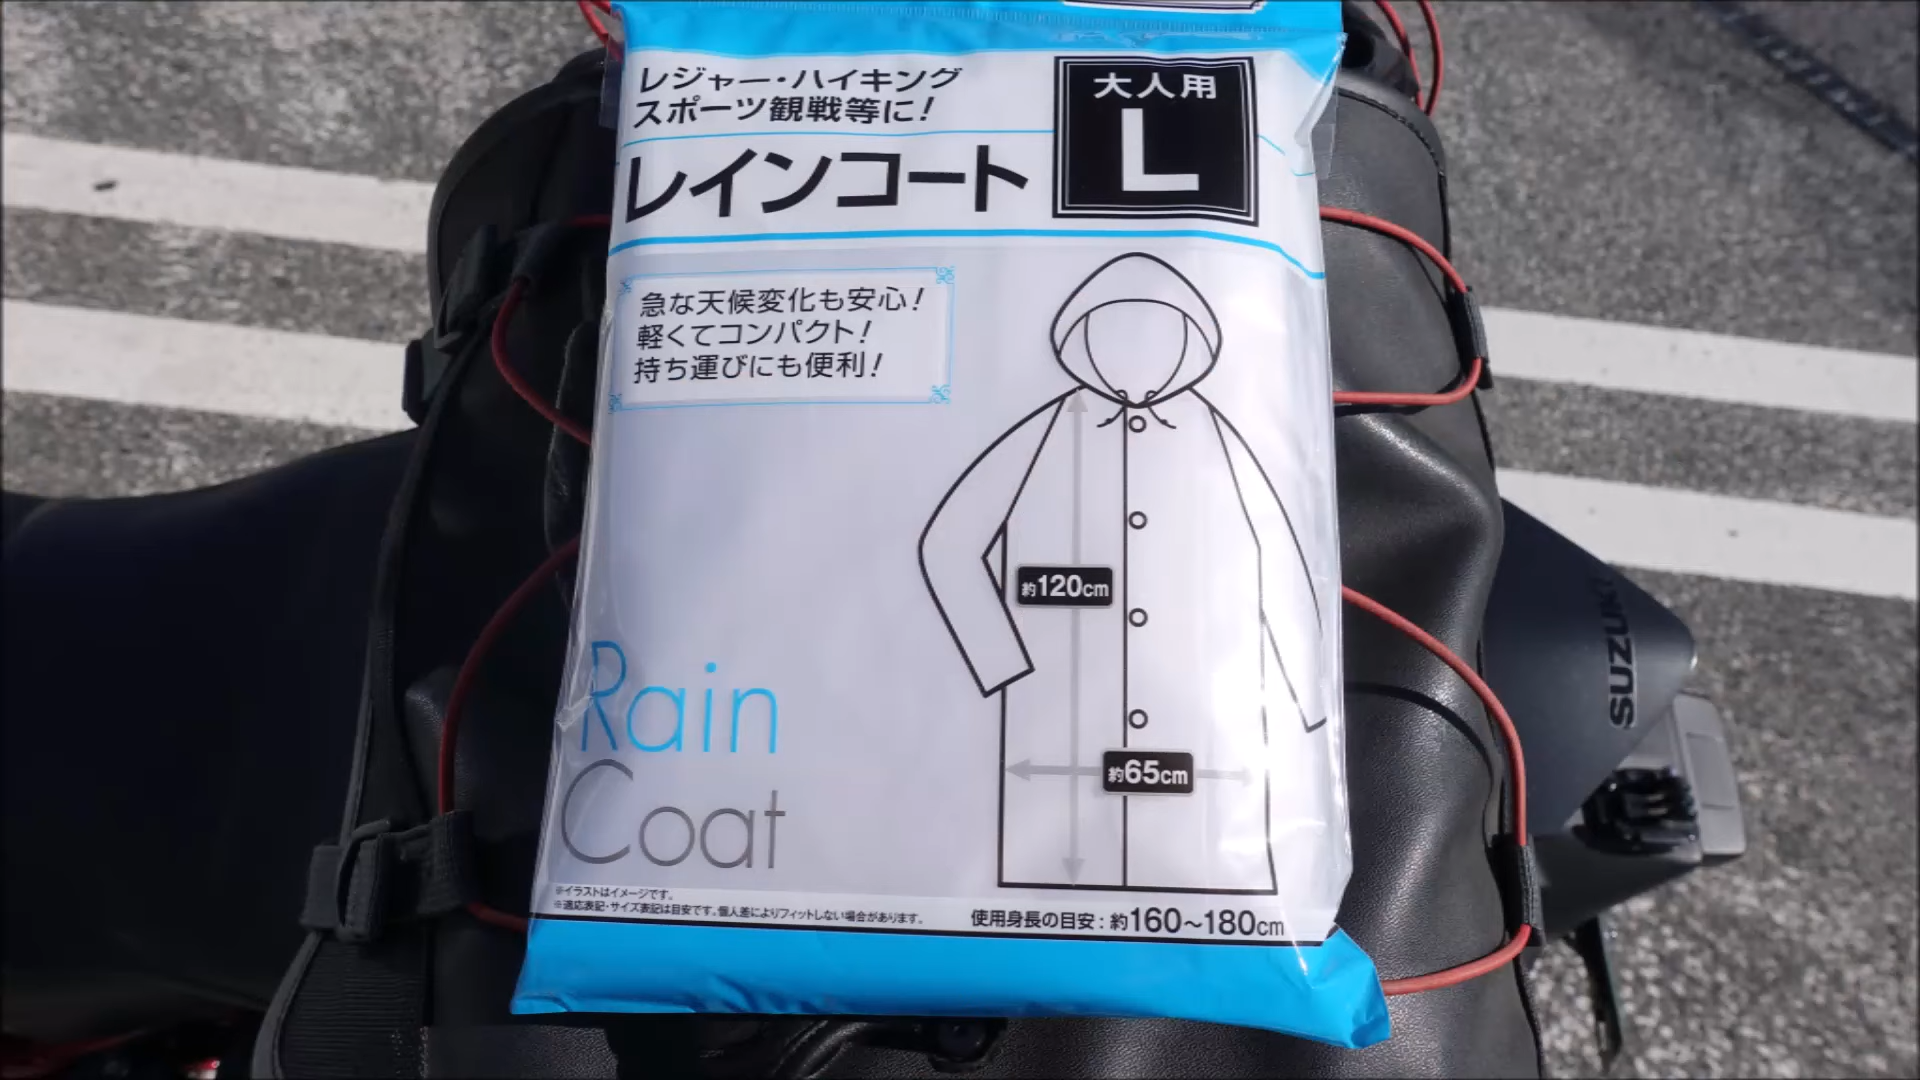 レジャー・ハイキング
スポーツ観戦等に!
大人用
L
レインコート
急な天候変化も安心!
軽くてコンパクト!
持ち運びにも便利!
約120cm
約65cm
Rain
Coat
※イラストはイメージです。
※適応表記・サイズ表記は目安です。個人差によりフィットしない場合があります。
使用身長の目安:約160~180cm
SUZUKI